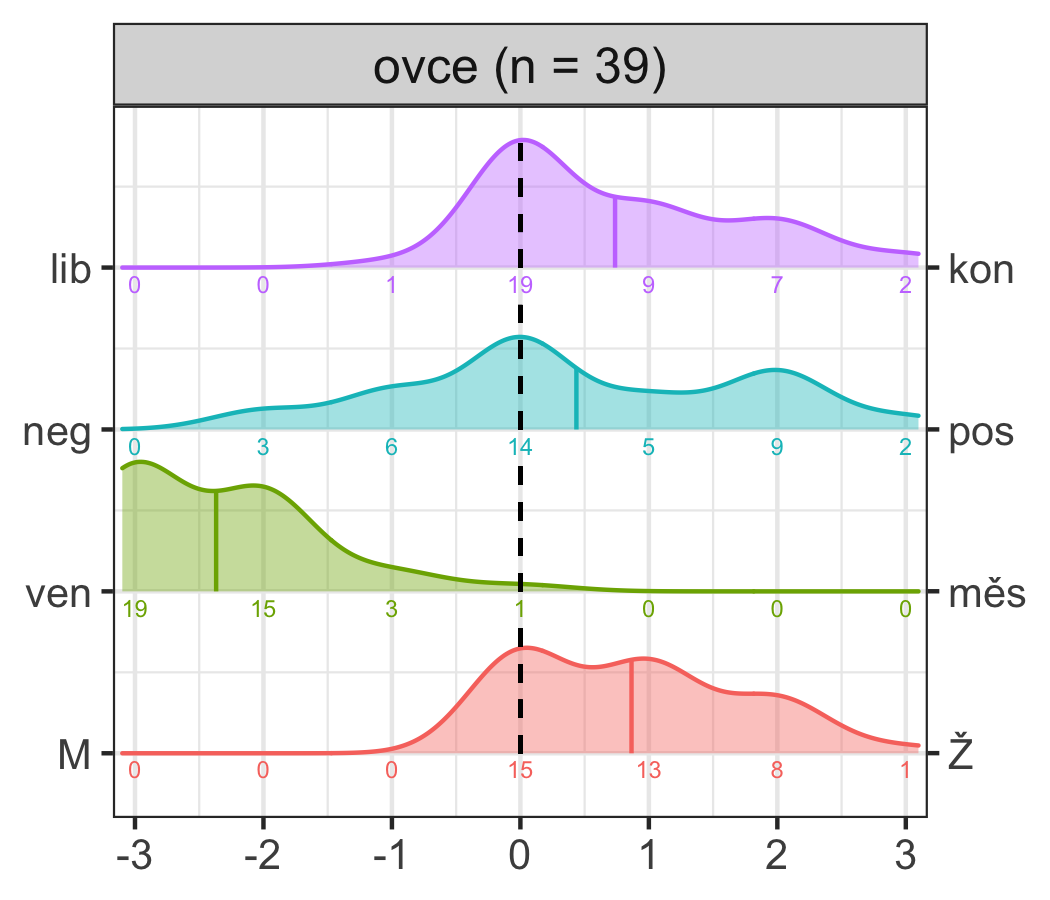 ovce (n = 39)
lib kon
0 0 1 19 9 7 2
neg pos
0 3 6 14 5 9 2
ven měs
19 15 3 1 0 0 0
M Ž
0 0 0 15 13 8 1
-3 -2 -1 0 1 2 3